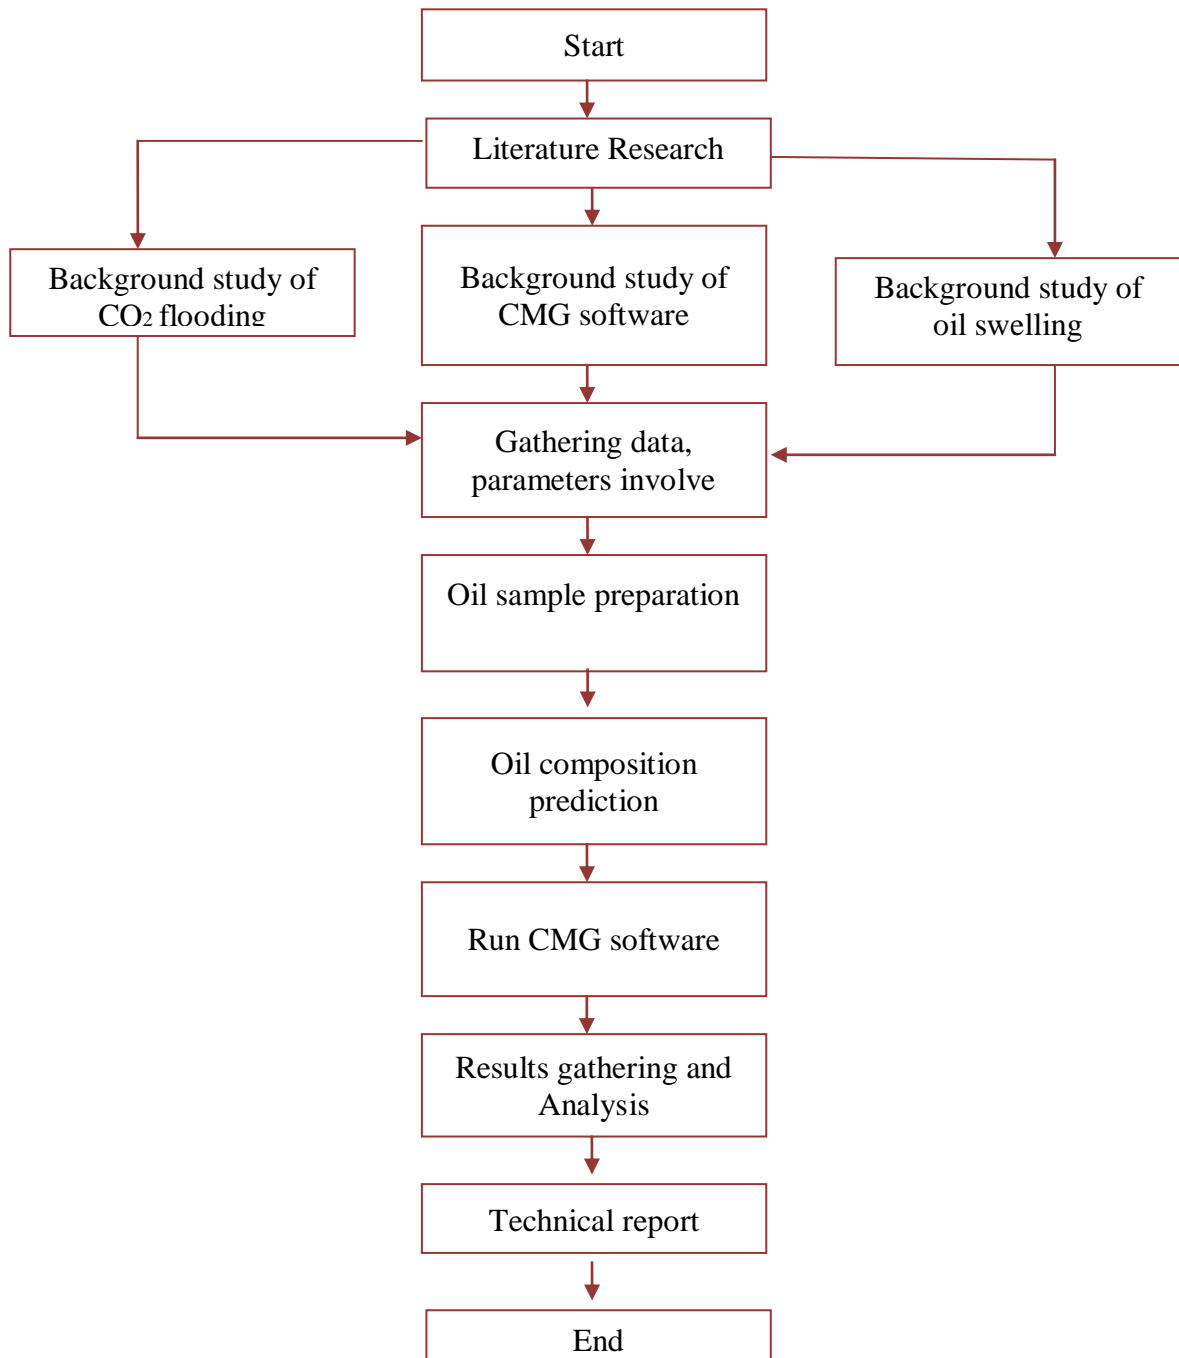 Start
Literature Research
Background study of
CO2 flooding
Background study of
CMG software
Background study of
oil swelling
Gathering data,
parameters involve
Oil sample preparation
Oil composition
prediction
Run CMG software
Results gathering and
Analysis
Technical report
End